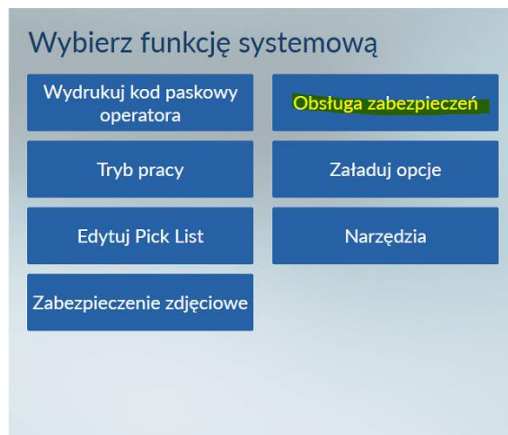 Wybierz funkcję systemową
Wydrukuj kod paskowy
operatora
Obsługa zabezpieczeń
Tryb pracy
Załaduj opcje
Edytuj Pick List
Narzędzia
Zabezpieczenie zdjęciowe